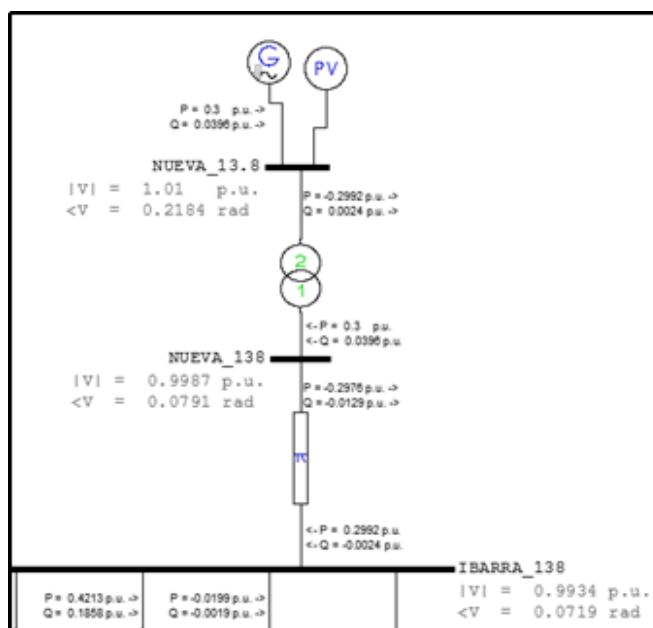 G
PV
P = 0.3 p.u. ->
Q = 0.0396 p.u. ->
NUEVA_13.8
|V| = 1.01 p.u.
<V = 0.2184 rad
P = -0.2992 p.u. ->
Q = 0.0024 p.u. ->
2
1
<- P = 0.3 p.u.
<- Q = 0.0396 p.u.
NUEVA_138
|V| = 0.9987 p.u.
<V = 0.0791 rad
P = -0.2976 p.u. ->
Q = -0.0129 p.u. ->
π
<- P = 0.2992 p.u.
<- Q = -0.0024 p.u.
IBARRA_138
|V| = 0.9934 p.u.
<V = 0.0719 rad
P = 0.4213 p.u. ->
Q = 0.1858 p.u. ->
P = -0.0199 p.u. ->
Q = -0.0019 p.u. ->